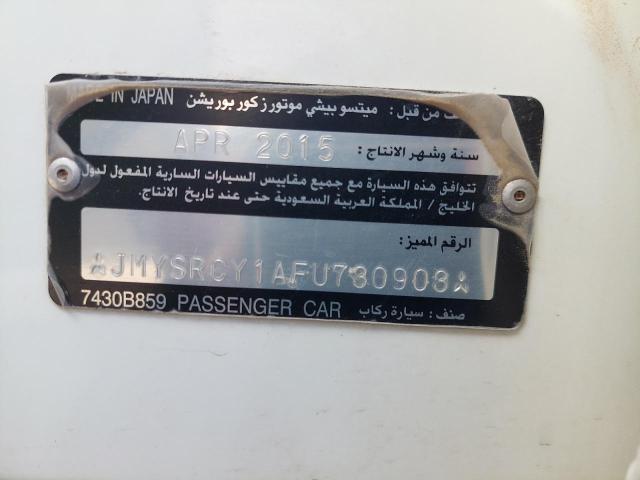 من قبل: ميتسوبيشي موتورز كوربوريشن MADE IN JAPAN
سنة وشهر الانتاج: APR 2015
تتوافق هذه السيارة مع جميع مقاييس السيارات السارية المفعول لدول
الخليج / المملكة العربية السعودية حتى عند تاريخ الانتاج.
الرقم المميز:
JMYSRCY1AFU730903
صنف: سيارة ركاب 7430B859 PASSENGER CAR